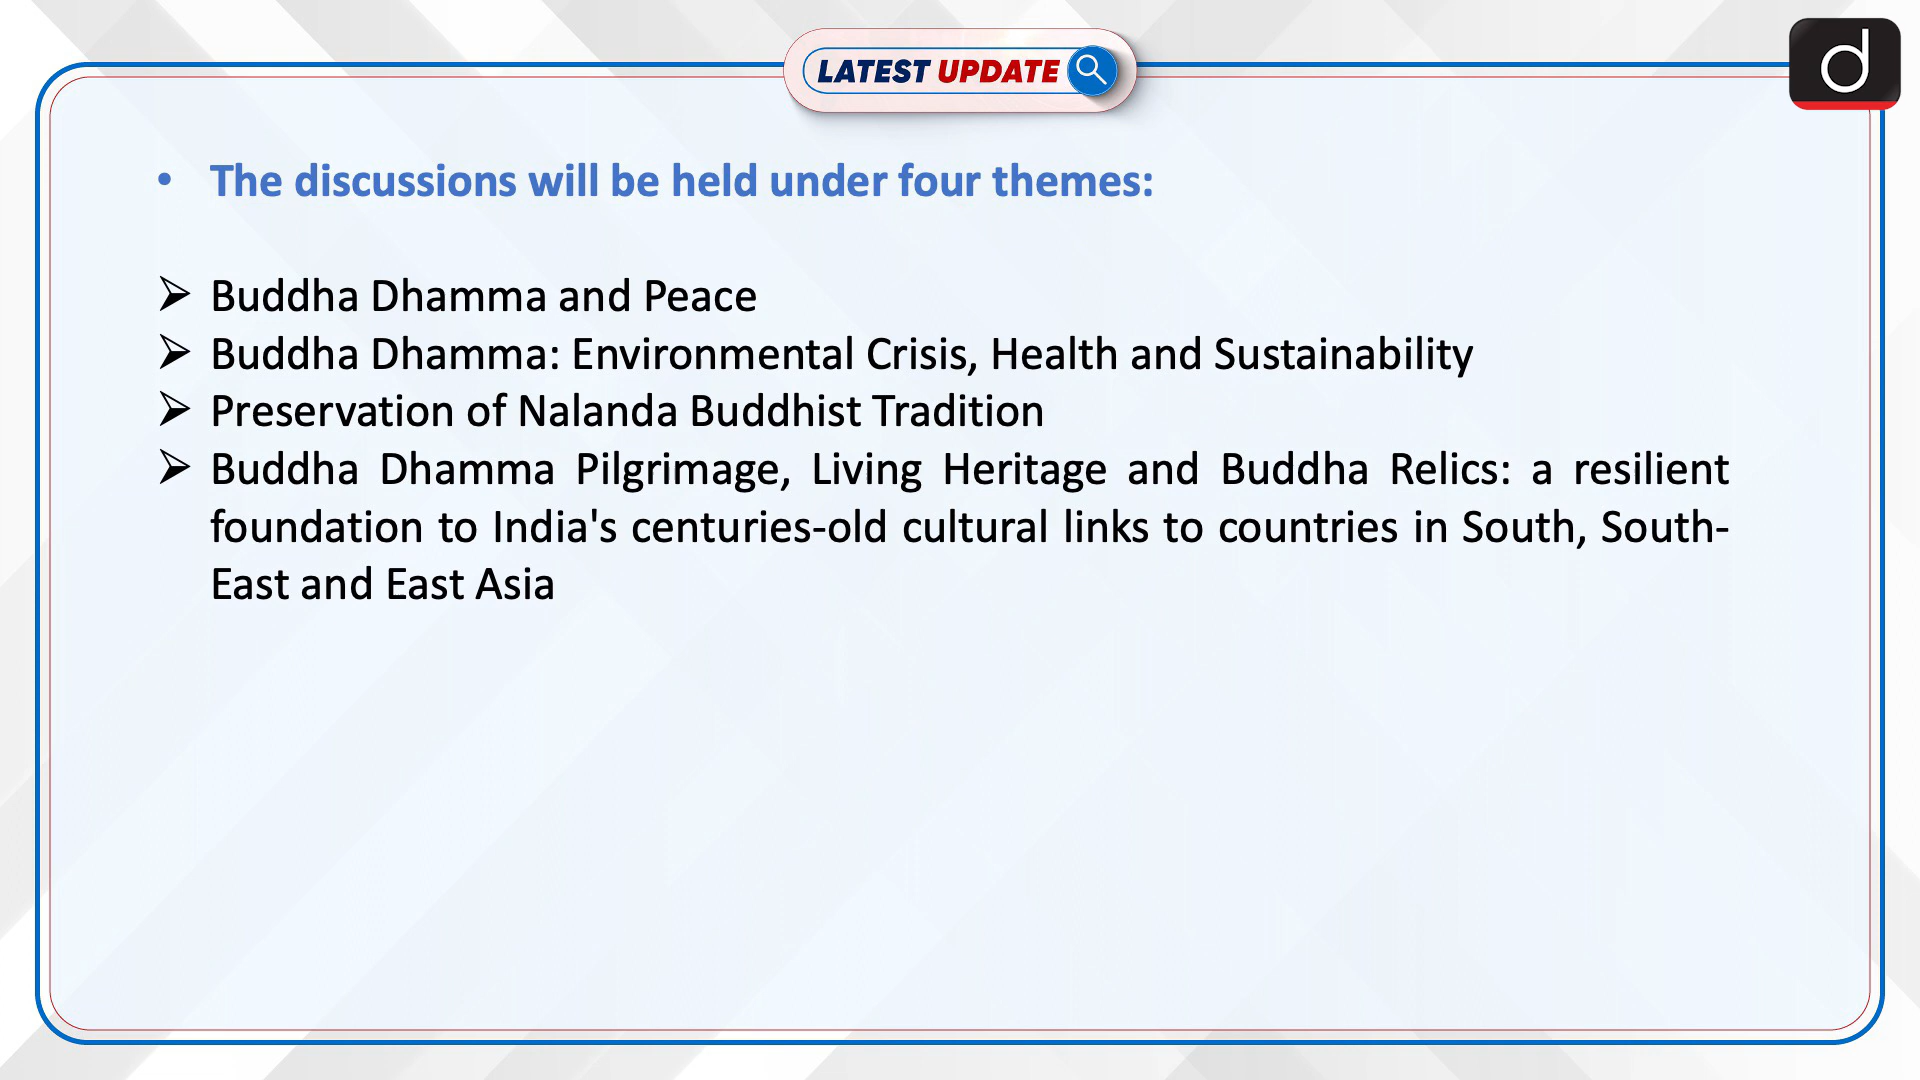 LATEST UPDATE
d
• The discussions will be held under four themes:
➢ Buddha Dhamma and Peace
➢ Buddha Dhamma: Environmental Crisis, Health and Sustainability
➢ Preservation of Nalanda Buddhist Tradition
➢ Buddha Dhamma Pilgrimage, Living Heritage and Buddha Relics: a resilient
foundation to India's centuries-old cultural links to countries in South, South-
East and East Asia